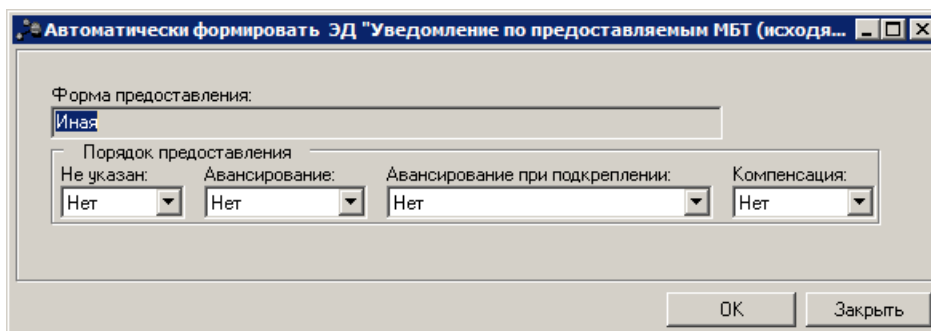 Автоматически формировать ЭД "Уведомление по предоставляемым МБТ (исходя...
Форма предоставления:
Иная
Порядок предоставления
Не указан: Авансирование: Авансирование при подкреплении: Компенсация:
Нет Нет Нет Нет
OK Закрыть